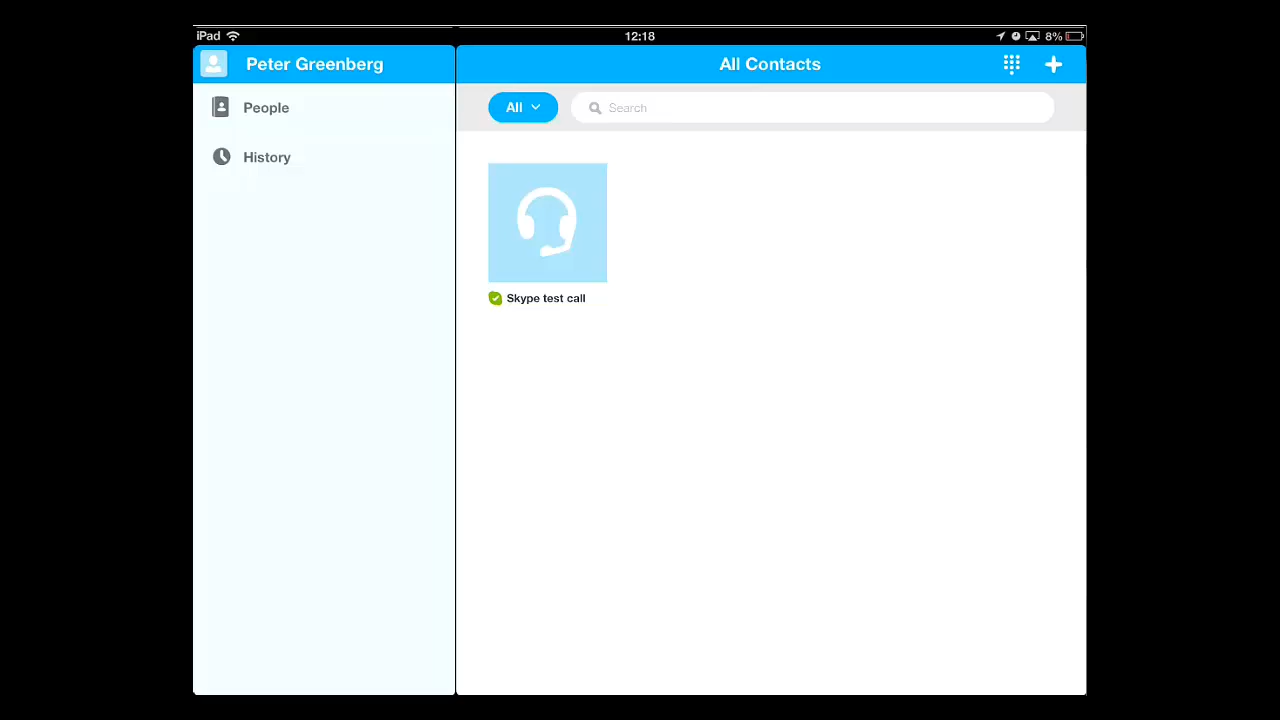 iPad 12:18 8%
Peter Greenberg
All Contacts
People
History
All
Search
Skype test call